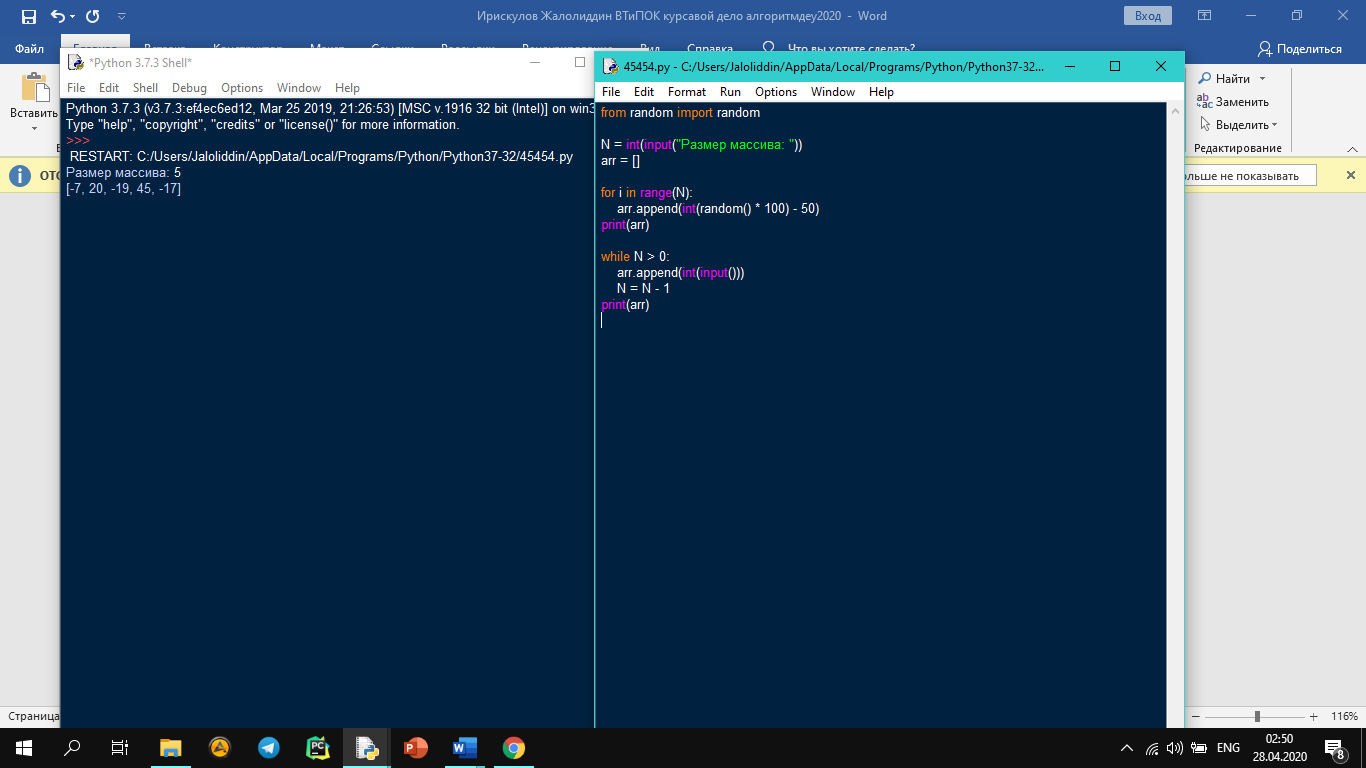 Ирискулов Жалолиддин ВТиПОК курсавой дело алгоритмдеу2020 - Word
Вход
Файл
Справка
Что вы хотите сделать?
Поделиться
Вставить
Найти
Заменить
Выделить
Редактирование
ольше не показывать
*Python 3.7.3 Shell*
File Edit Shell Debug Options Window Help
Python 3.7.3 (v3.7.3:ef4ec6ed12, Mar 25 2019, 21:26:53) [MSC v.1916 32 bit (Intel)] on win3
Type "help", "copyright", "credits" or "license()" for more information.
>>>
RESTART: C:/Users/Jaloliddin/AppData/Local/Programs/Python/Python37-32/45454.py
Размер массива: 5
[-7, 20, -19, 45, -17]
45454.py - C:/Users/Jaloliddin/AppData/Local/Programs/Python/Python37-32...
File Edit Format Run Options Window Help
from random import random
N = int(input("Размер массива: "))
arr = []
for i in range(N):
arr.append(int(random() * 100) - 50)
print(arr)
while N > 0:
arr.append(int(input()))
N = N - 1
print(arr)
Страница
116%
ENG
02:50
28.04.2020
8